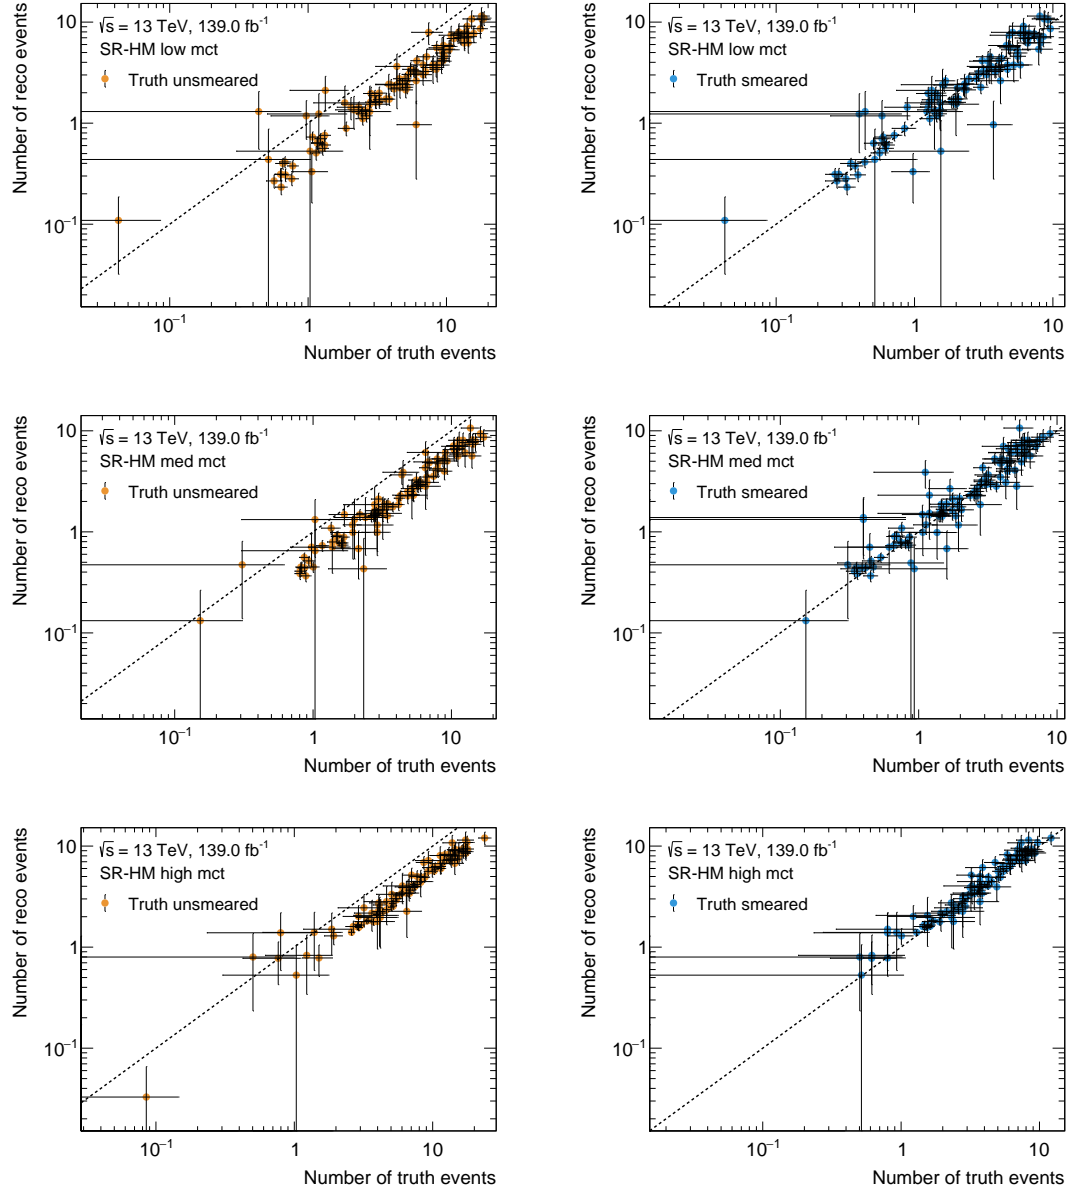 Number of reco events
10
1
10⁻¹
√s = 13 TeV, 139.0 fb⁻¹
SR-HM low mct
Truth unsmeared
10⁻¹ 1 10
Number of truth events
Number of reco events
10
1
10⁻¹
√s = 13 TeV, 139.0 fb⁻¹
SR-HM low mct
Truth smeared
10⁻¹ 1 10
Number of truth events
Number of reco events
10
1
10⁻¹
√s = 13 TeV, 139.0 fb⁻¹
SR-HM med mct
Truth unsmeared
10⁻¹ 1 10
Number of truth events
Number of reco events
10
1
10⁻¹
√s = 13 TeV, 139.0 fb⁻¹
SR-HM med mct
Truth smeared
10⁻¹ 1 10
Number of truth events
Number of reco events
10
1
10⁻¹
√s = 13 TeV, 139.0 fb⁻¹
SR-HM high mct
Truth unsmeared
10⁻¹ 1 10
Number of truth events
Number of reco events
10
1
10⁻¹
√s = 13 TeV, 139.0 fb⁻¹
SR-HM high mct
Truth smeared
10⁻¹ 1 10
Number of truth events